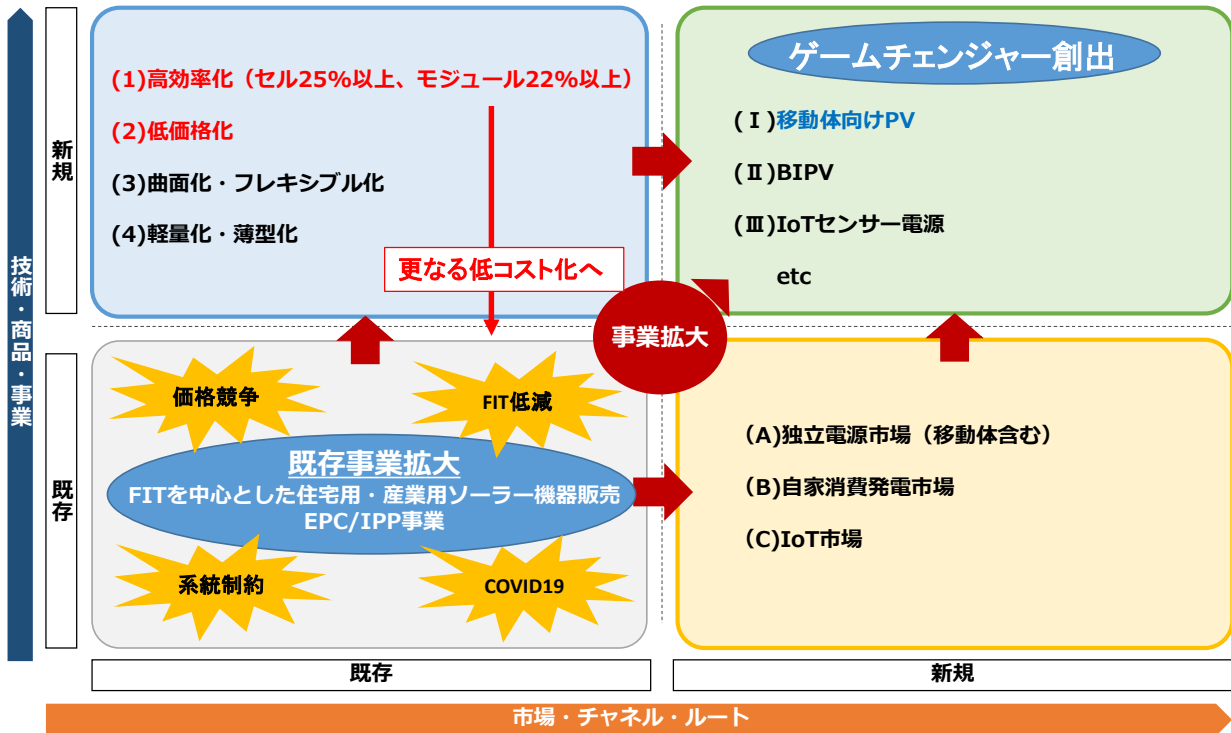 技術・商品・事業
新規
(1)高効率化（セル25%以上、モジュール22%以上）
(2)低価格化
(3)曲面化・フレキシブル化
(4)軽量化・薄型化
更なる低コスト化へ
ゲームチェンジャー創出
(Ⅰ)移動体向けPV
(Ⅱ)BIPV
(Ⅲ)IoTセンサー電源
etc
事業拡大
既存
価格競争
FIT低減
既存事業拡大
FITを中心とした住宅用・産業用ソーラー機器販売
EPC/IPP事業
系統制約
COVID19
（A)独立電源市場（移動体含む）
（B)自家消費発電市場
（C)IoT市場
既存
新規
市場・チャネル・ルート